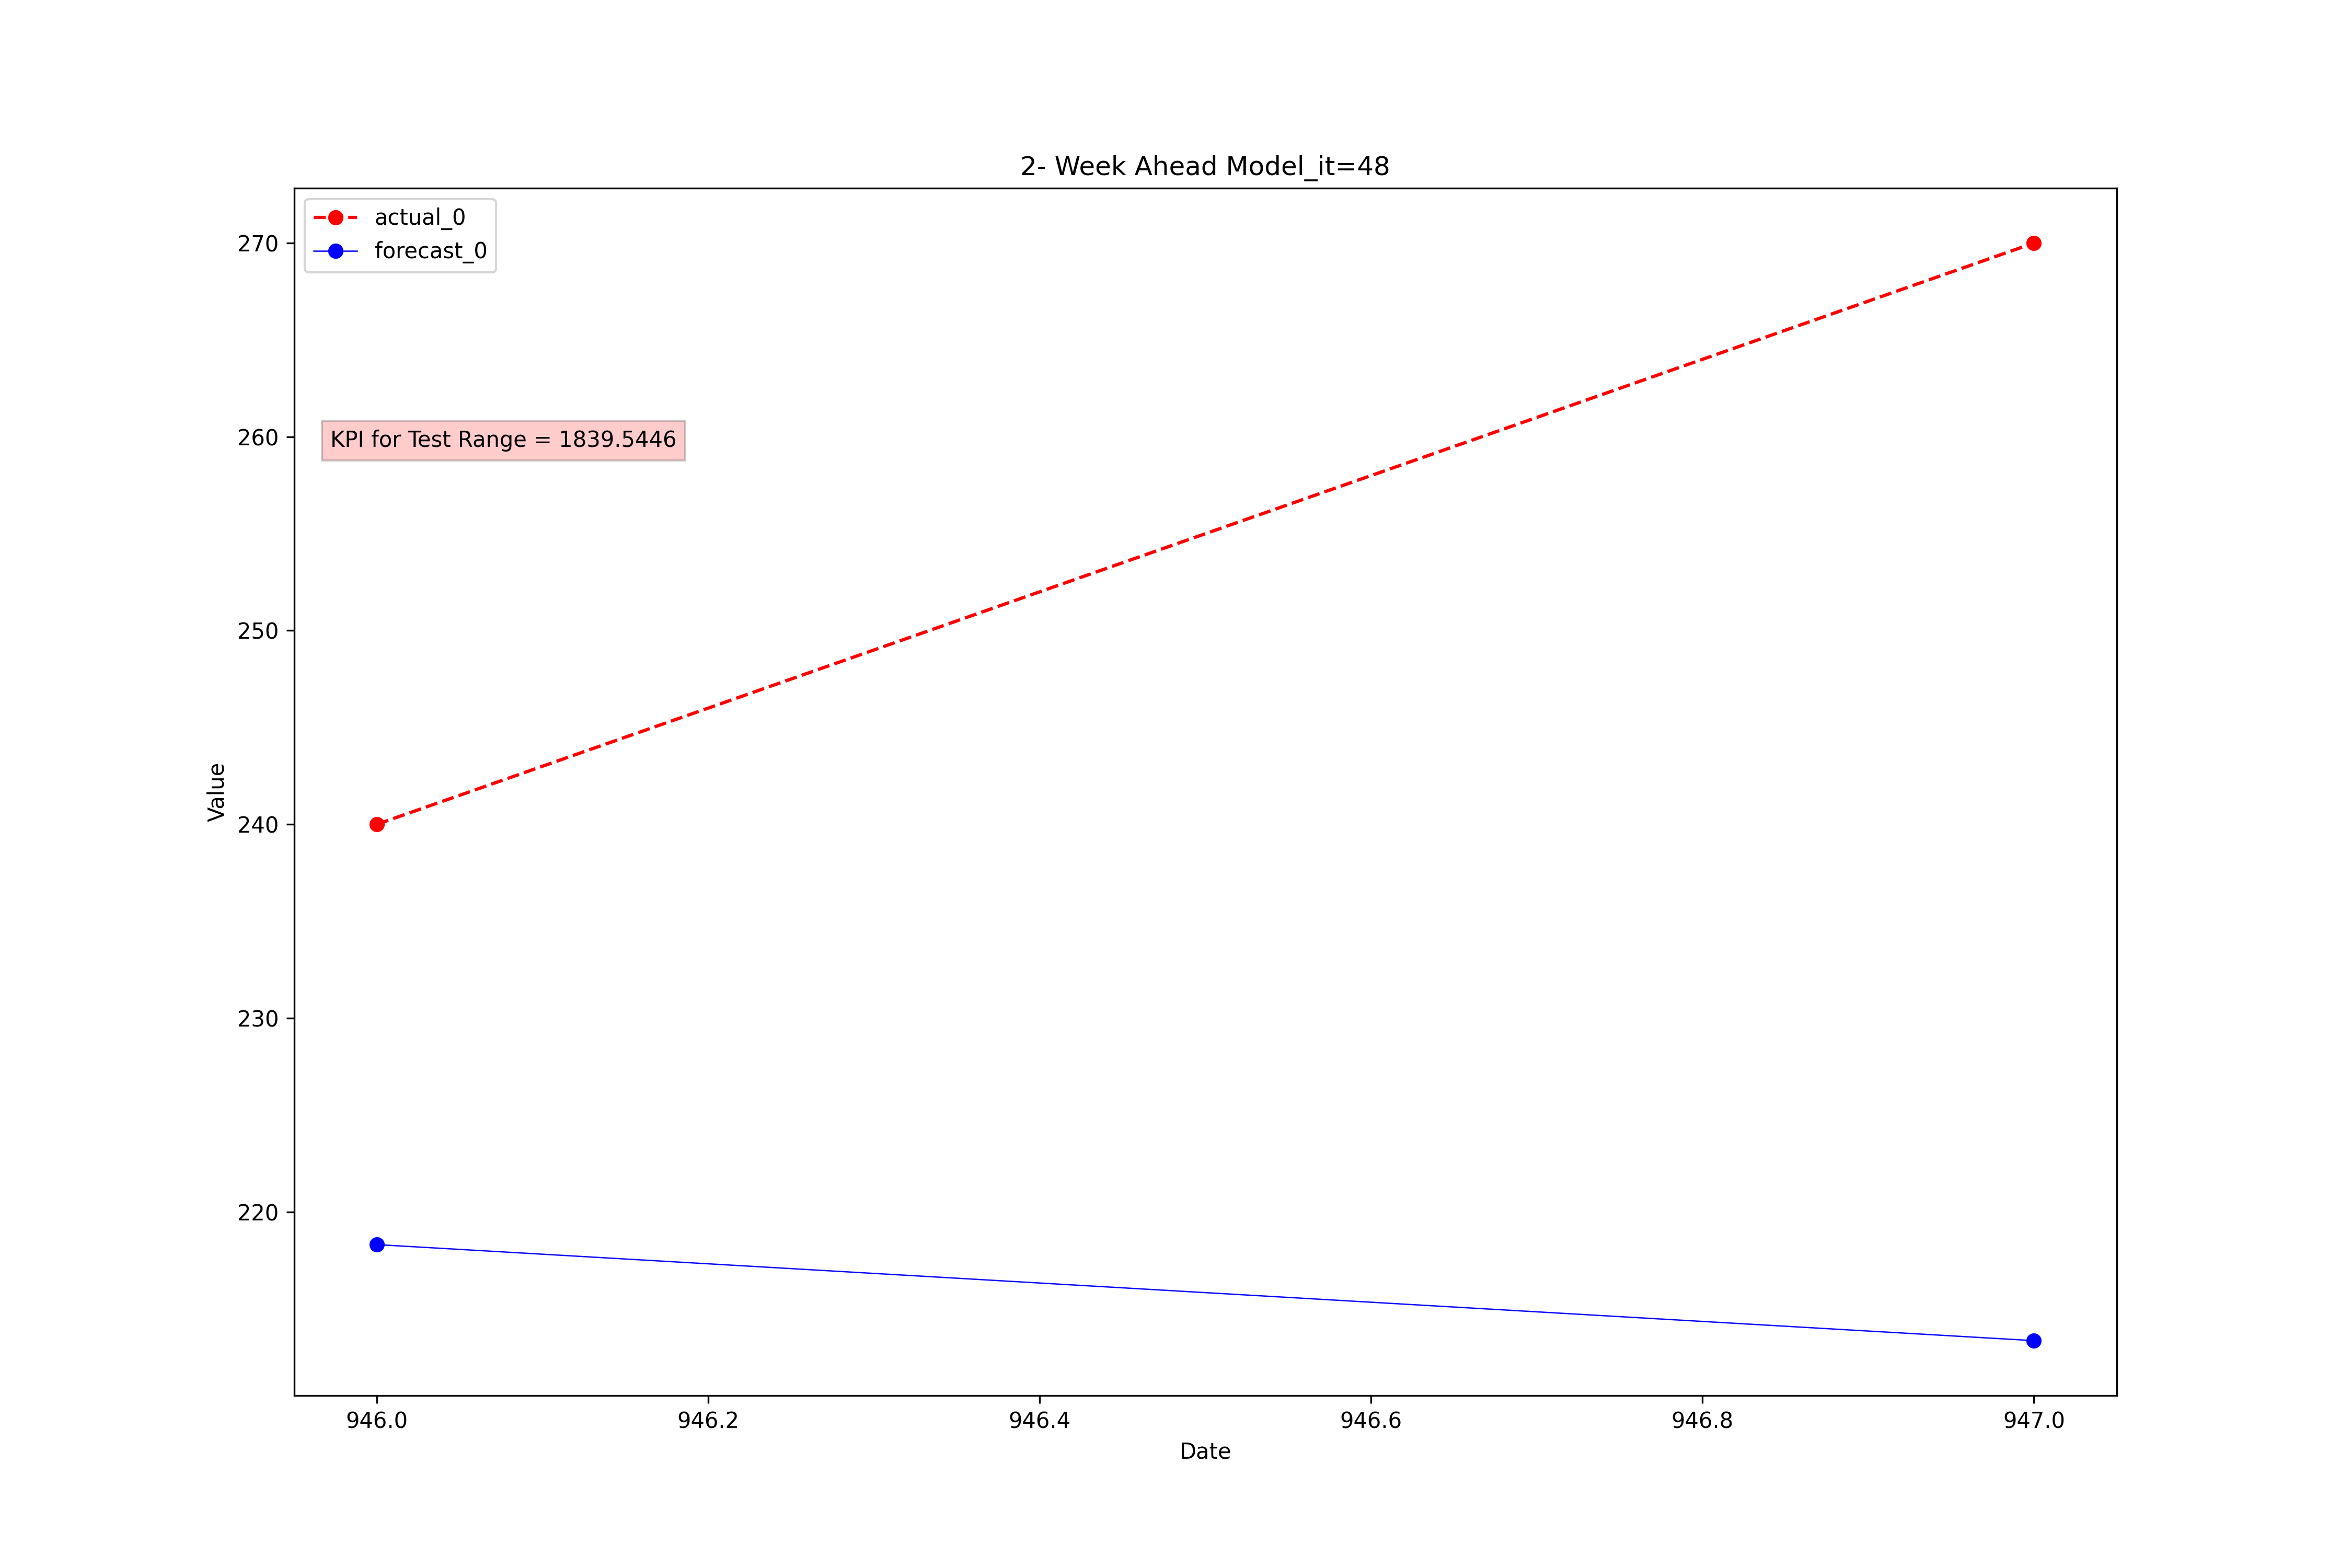 2- Week Ahead Model_it=48
actual_0
forecast_0
KPI for Test Range = 1839.5446
270
260
250
240
230
220
Value
946.0
946.2
946.4
946.6
946.8
947.0
Date